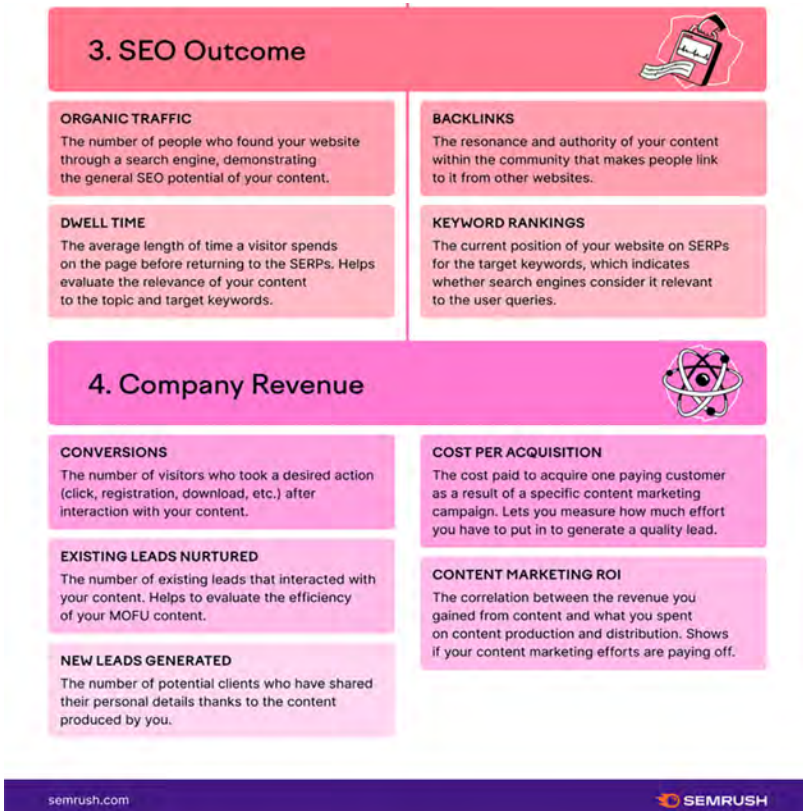 3. SEO Outcome
ORGANIC TRAFFIC
The number of people who found your website
through a search engine, demonstrating
the general SEO potential of your content.
BACKLINKS
The resonance and authority of your content
within the community that makes people link
to it from other websites.
DWELL TIME
The average length of time a visitor spends
on the page before returning to the SERPs. Helps
evaluate the relevance of your content
to the topic and target keywords.
KEYWORD RANKINGS
The current position of your website on SERPs
for the target keywords, which indicates
whether search engines consider it relevant
to the user queries.
4. Company Revenue
CONVERSIONS
The number of visitors who took a desired action
(click, registration, download, etc.) after
interaction with your content.
EXISTING LEADS NURTURED
The number of existing leads that interacted with
your content. Helps to evaluate the efficiency
of your MOFU content.
NEW LEADS GENERATED
The number of potential clients who have shared
their personal details thanks to the content
produced by you.
COST PER ACQUISITION
The cost paid to acquire one paying customer
as a result of a specific content marketing
campaign. Lets you measure how much effort
you have to put in to generate a quality lead.
CONTENT MARKETING ROI
The correlation between the revenue you
gained from content and what you spent
on content production and distribution. Shows
if your content marketing efforts are paying off.
semrush.com
SEMRUSH